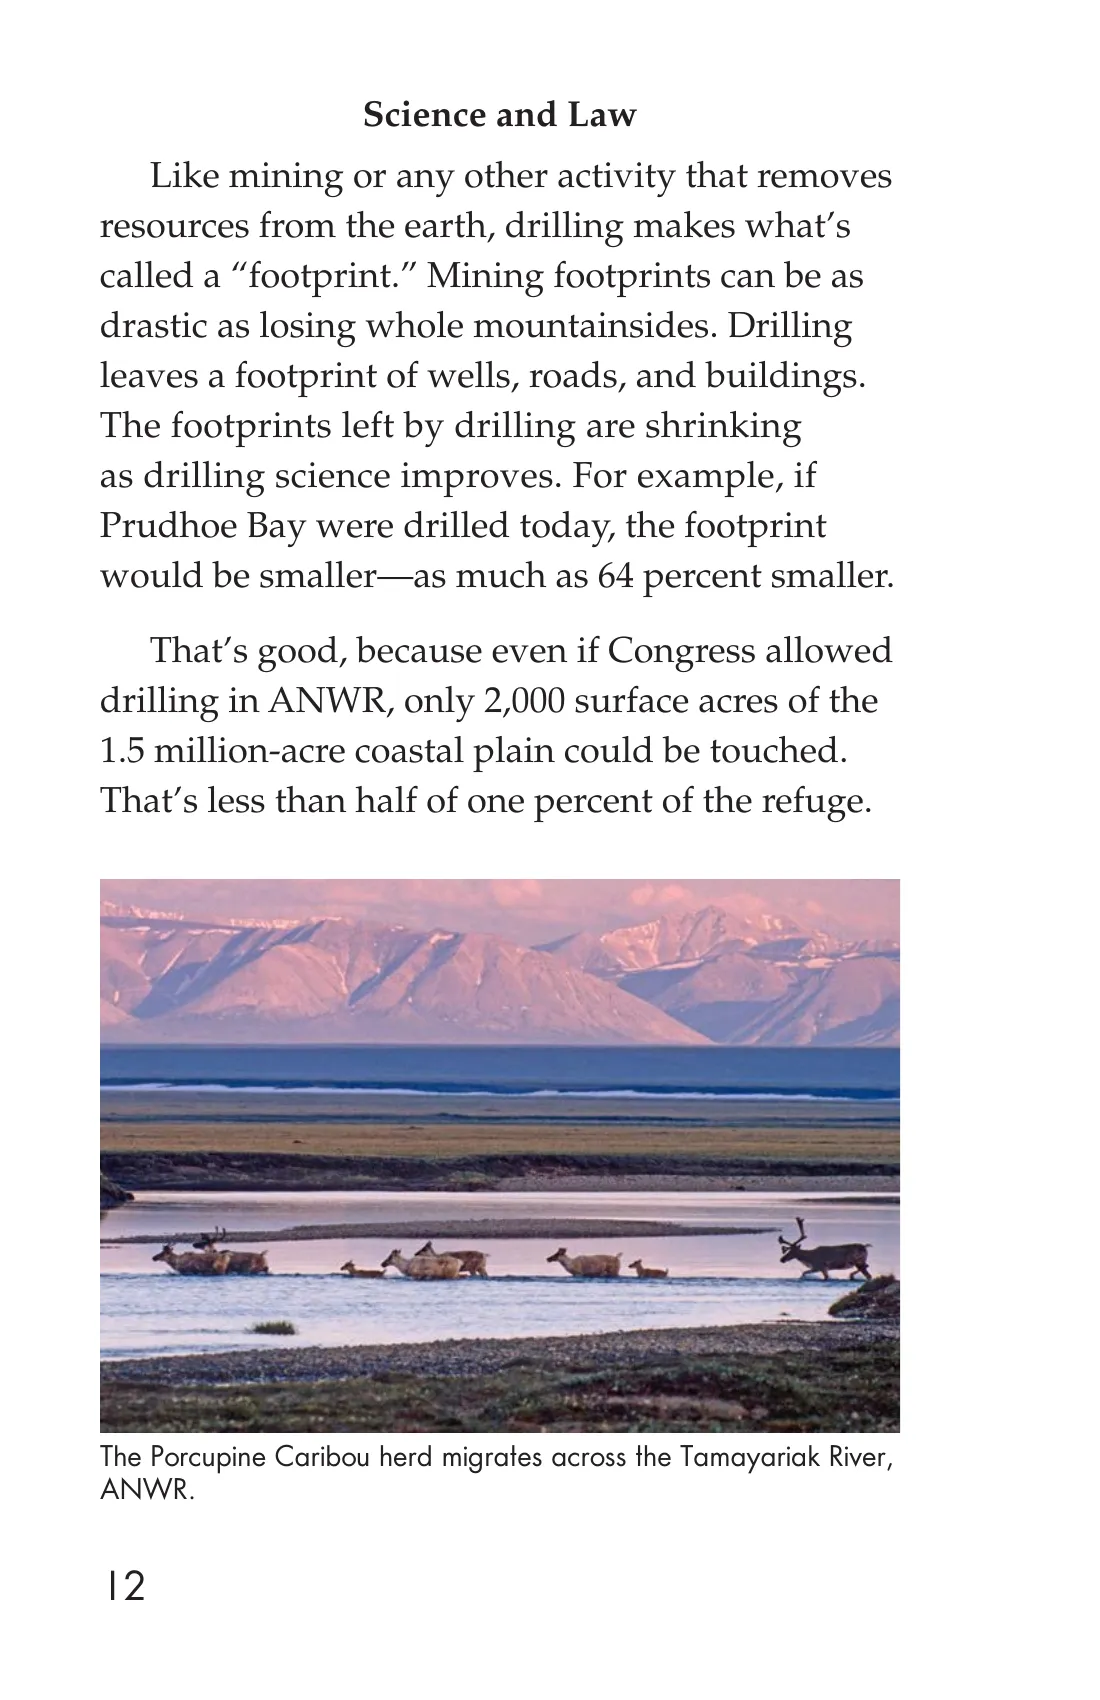 Science and Law
Like mining or any other activity that removes
resources from the earth, drilling makes what’s
called a “footprint.” Mining footprints can be as
drastic as losing whole mountainsides. Drilling
leaves a footprint of wells, roads, and buildings.
The footprints left by drilling are shrinking
as drilling science improves. For example, if
Prudhoe Bay were drilled today, the footprint
would be smaller—as much as 64 percent smaller.
That’s good, because even if Congress allowed
drilling in ANWR, only 2,000 surface acres of the
1.5 million-acre coastal plain could be touched.
That’s less than half of one percent of the refuge.
The Porcupine Caribou herd migrates across the Tamayariak River,
ANWR.
12